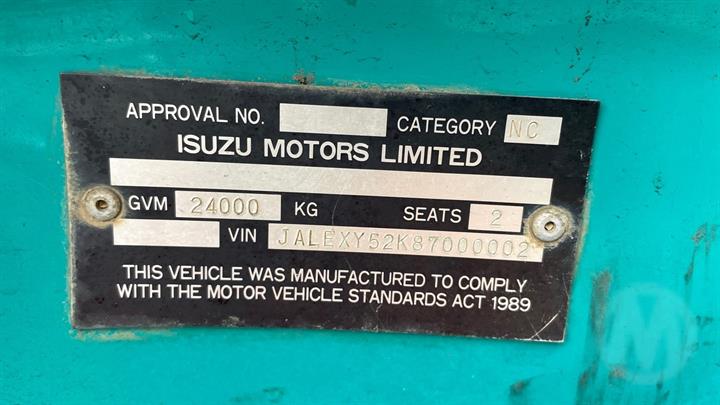 APPROVAL NO. CATEGORY NC
ISUZU MOTORS LIMITED
GVM 24000 KG SEATS 2
VIN JALEXY52K87000002
THIS VEHICLE WAS MANUFACTURED TO COMPLY
WITH THE MOTOR VEHICLE STANDARDS ACT 1989
M